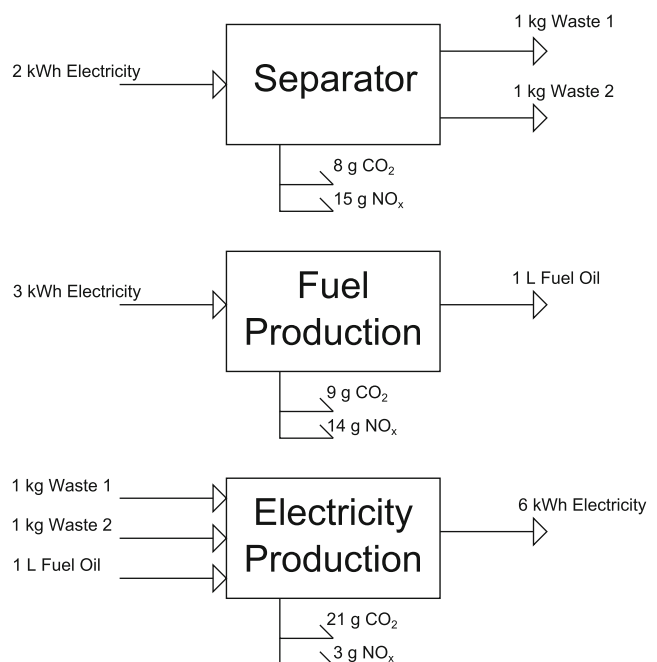 1 kg Waste 1
2 kWh Electricity
Separator
1 kg Waste 2
8 g CO₂
15 g NOₓ
3 kWh Electricity
Fuel
Production
1 L Fuel Oil
9 g CO₂
14 g NOₓ
1 kg Waste 1
1 kg Waste 2
1 L Fuel Oil
Electricity
Production
6 kWh Electricity
21 g CO₂
3 g NOₓ